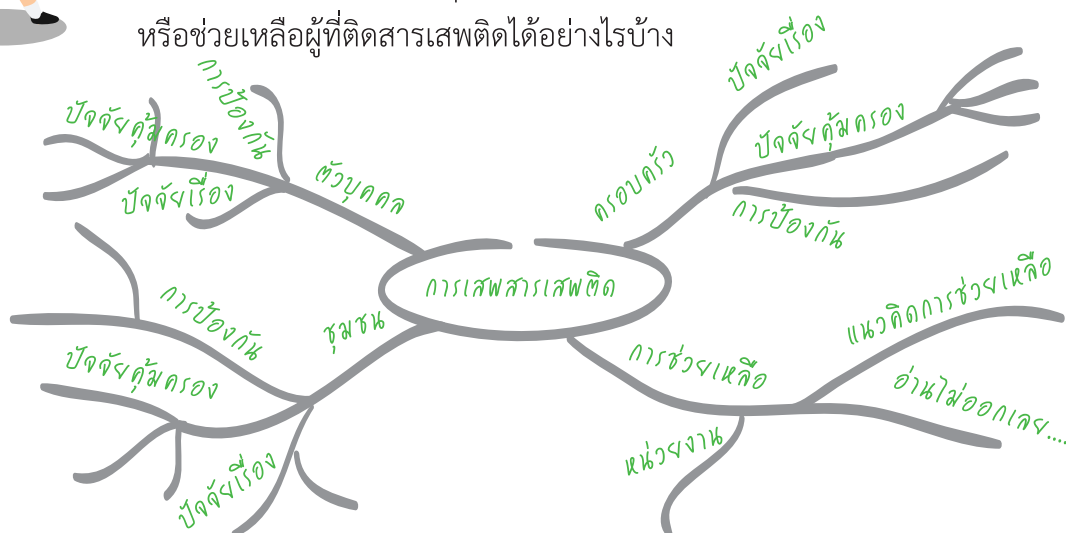 หรือช่วยเหลือผู้ที่ติดสารเสพติดได้อย่างไรบ้าง
การป้องกัน
ปัจจัยคุ้มครอง
ปัจจัยเรื่อง
ตัวบุคคล
ปัจจัยเรื่อง
ปัจจัยคุ้มครอง
ครอบครัว
การป้องกัน
การเสพสารเสพติด
ชุมชน
การป้องกัน
ปัจจัยคุ้มครอง
ปัจจัยเรื่อง
การช่วยเหลือ
แนวคิดการช่วยเหลือ
อ่านไม่ออกเลย....
หน่วยงาน